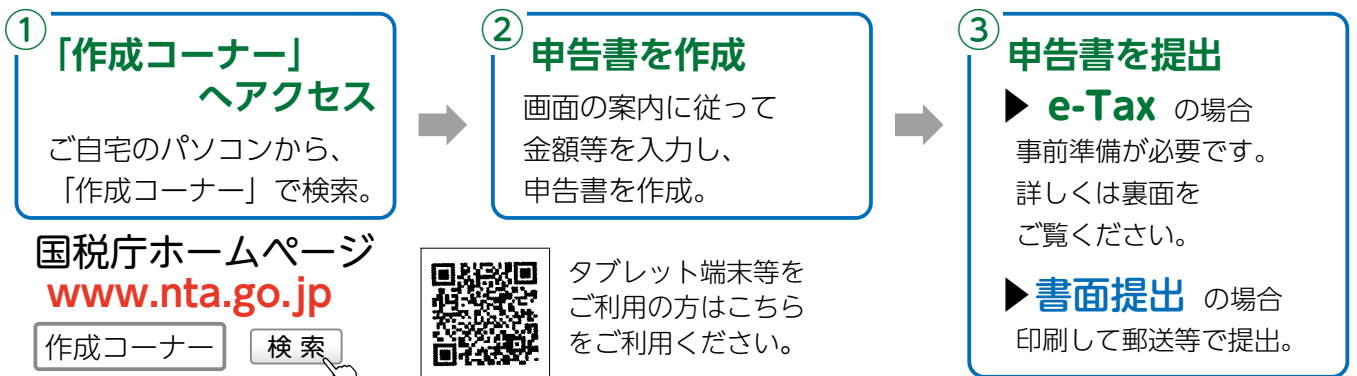 ①
「作成コーナー」
へアクセス
ご自宅のパソコンから、
「作成コーナー」で検索。
国税庁ホームページ
www.nta.go.jp
作成コーナー 検索
②
申告書を作成
画面の案内に従って
金額等を入力し、
申告書を作成。
タブレット端末等を
ご利用の方はこちら
をご利用ください。
③
申告書を提出
▶ e-Tax の場合
事前準備が必要です。
詳しくは裏面を
ご覧ください。
▶書面提出 の場合
印刷して郵送等で提出。